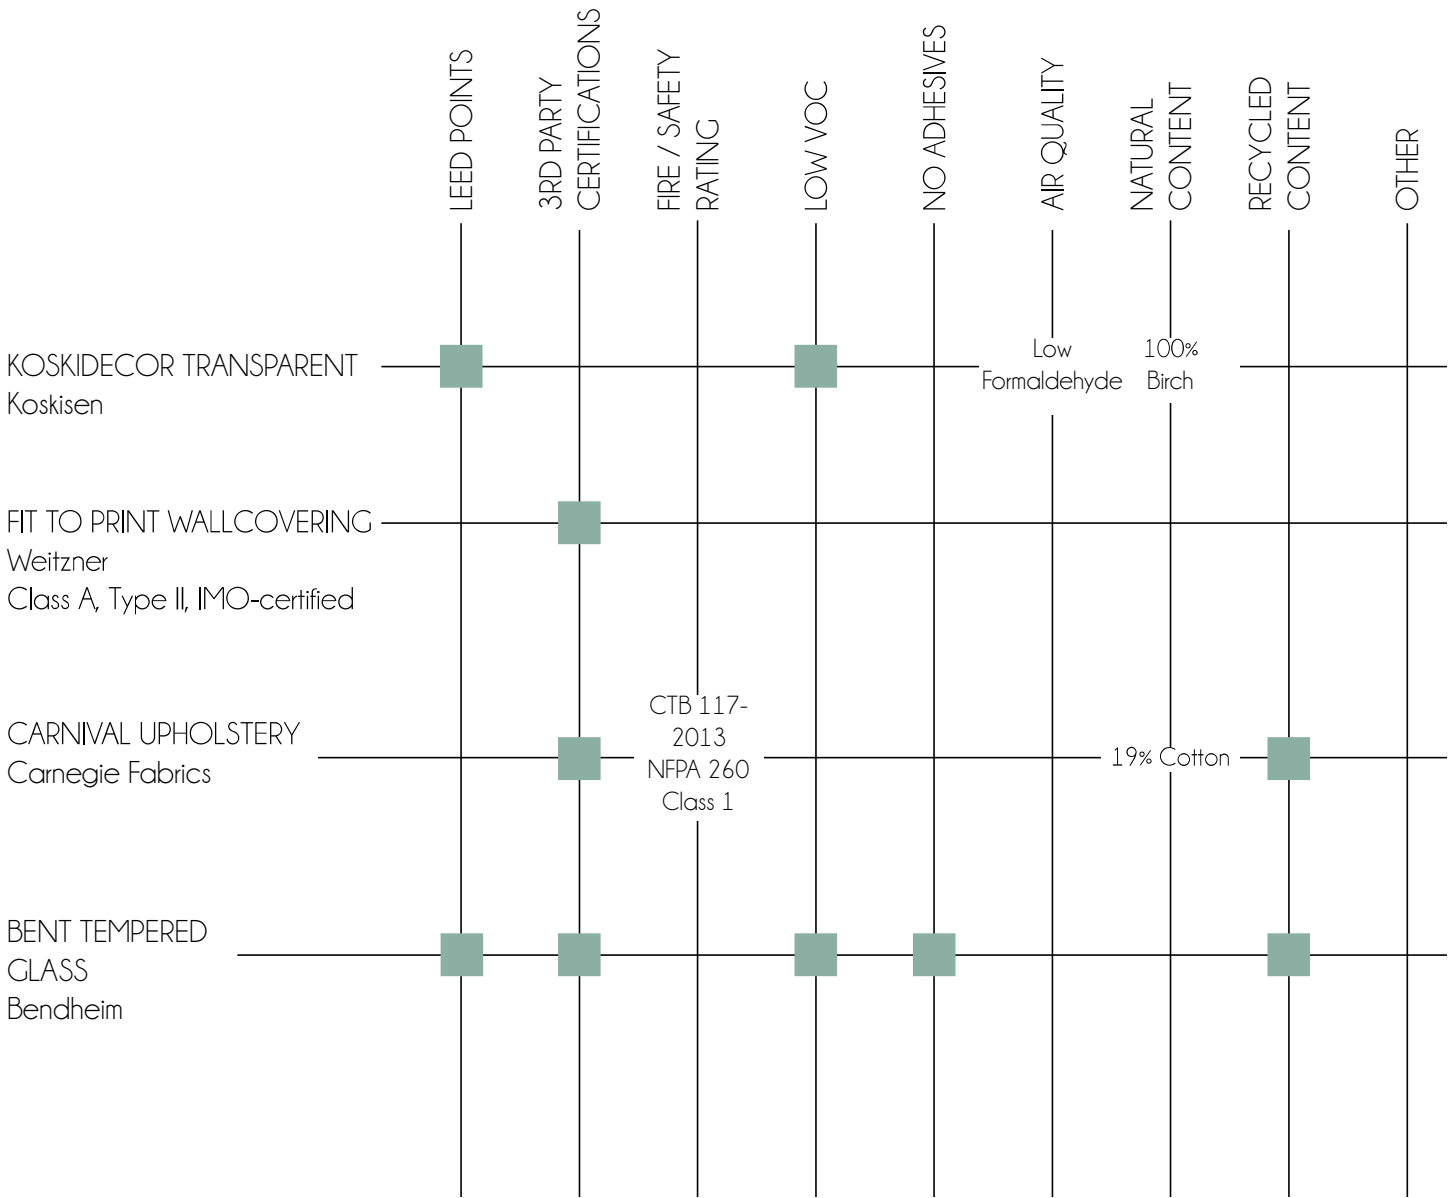 LEED POINTS
3RD PARTY
CERTIFICATIONS
FIRE / SAFETY
RATING
LOW VOC
NO ADHESIVES
AIR QUALITY
NATURAL
CONTENT
RECYCLED
CONTENT
OTHER
KOSKIDECOR TRANSPARENT
Koskisen
Low
Formaldehyde
100%
Birch
FIT TO PRINT WALLCOVERING
Weitzner
Class A, Type II, IMO-certified
CARNIVAL UPHOLSTERY
Carnegie Fabrics
CTB 117-
2013
NFPA 260
Class 1
19% Cotton
BENT TEMPERED
GLASS
Bendheim